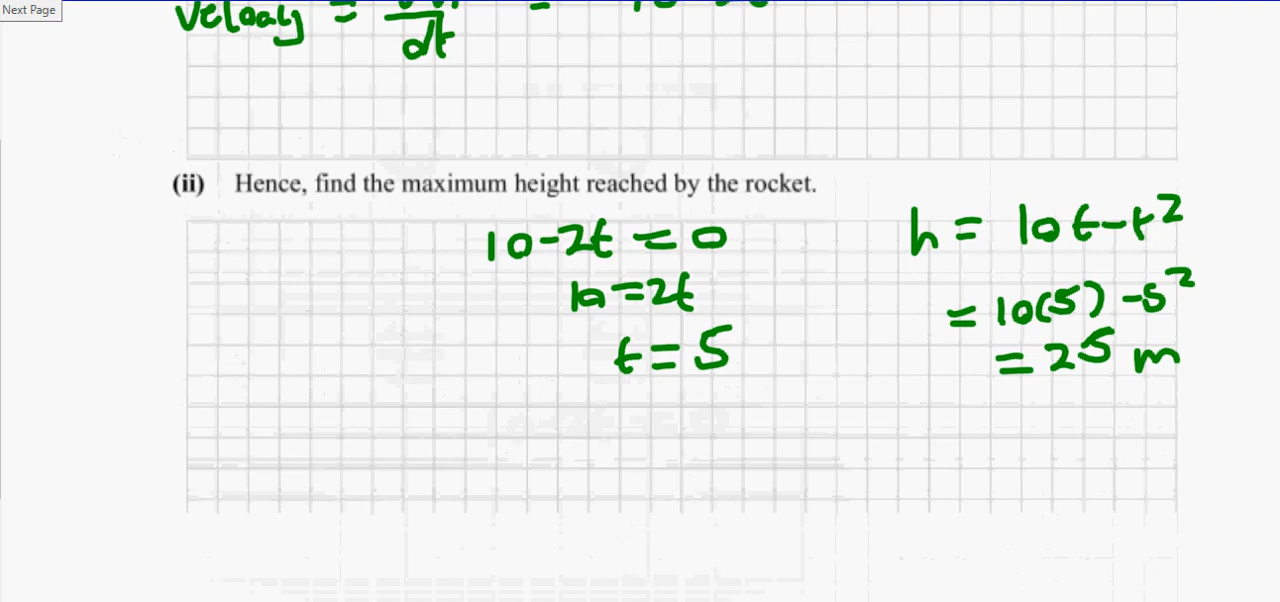 Next Page
Velocity =
dt
(ii) Hence, find the maximum height reached by the rocket.
10-2t = 0
10=2t
t = 5
h = 10t-t²
= 10(5) -5²
= 25 m